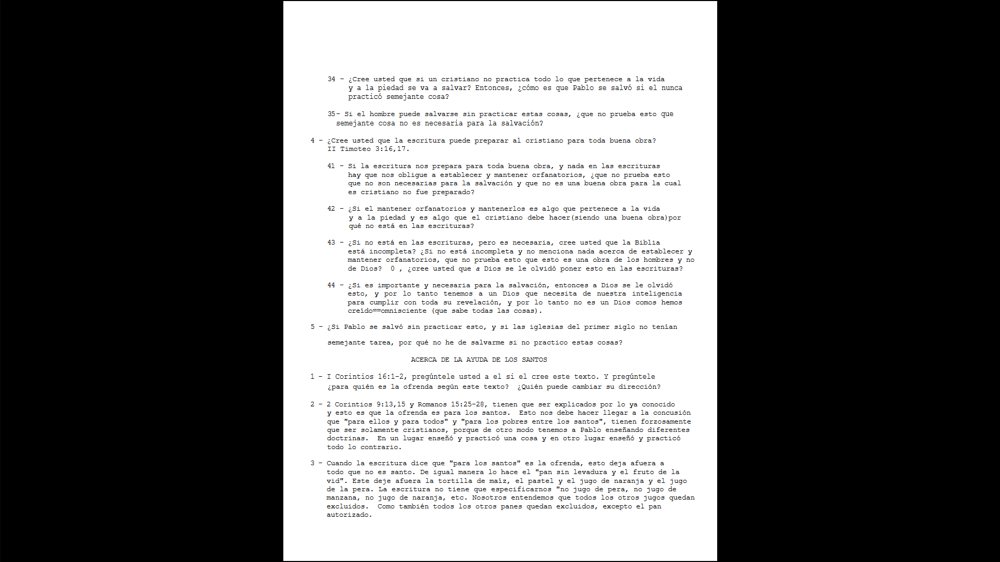 34 - ¿Cree usted que si un cristiano no practica todo lo que pertenece a la vida
y a la piedad se va a salvar? Entonces, ¿cómo es que Pablo se salvó si el nunca
practicó semejante cosa?
35- Si el hombre puede salvarse sin practicar estas cosas, ¿que no prueba esto que
semejante cosa no es necesaria para la salvación?
4 - ¿Cree usted que la escritura puede preparar al cristiano para toda buena obra?
II Timoteo 3:16,17.
41 - Si la escritura nos prepara para toda buena obra, y nada en las escrituras
hay que nos obligue a establecer y mantener orfanatorios, ¿que no prueba esto
que no son necesarias para la salvación y que no es una buena obra para la cual
es cristiano no fue preparado?
42 - ¿Si el mantener orfanatorios y mantenerlos es algo que pertenece a la vida
y a la piedad y es algo que el cristiano debe hacer(siendo una buena obra)por
qué no está en las escrituras?
43 - ¿Si no está en las escrituras, pero es necesaria, cree usted que la Biblia
está incompleta? ¿Si no está incompleta y no menciona nada acerca de establecer y
mantener orfanatorios, que no prueba esto que esto es una obra de los hombres y no
de Dios?  0 , ¿cree usted que a Dios se le olvidó poner esto en las escrituras?
44 - ¿Si es importante y necesaria para la salvación, entonces a Dios se le olvidó
esto, y por lo tanto tenemos a un Dios que necesita de nuestra inteligencia
para cumplir con toda su revelación, y por lo tanto no es un Dios comos hemos
creído==omnisciente (que sabe todas las cosas).
5 - ¿Si Pablo se salvó sin practicar esto, y si las iglesias del primer siglo no tenían
semejante tarea, por qué no he de salvarme si no practico estas cosas?
ACERCA DE LA AYUDA DE LOS SANTOS
1 - I Corintios 16:1-2, pregúntele usted a el si el cree este texto. Y pregúntele
¿para quién es la ofrenda según este texto?  ¿Quién puede cambiar su dirección?
2 - 2 Corintios 9:13,15 y Romanos 15:25-28, tienen que ser explicados por lo ya conocido
y esto es que la ofrenda es para los santos.  Esto nos debe hacer llegar a la concusión
que "para ellos y para todos" y "para los pobres entre los santos", tienen forzosamente
que ser solamente cristianos, porque de otro modo tenemos a Pablo enseñando diferentes
doctrinas.  En un lugar enseñó y practicó una cosa y en otro lugar enseñó y practicó
todo lo contrario.
3 - Cuando la escritura dice que "para los santos" es la ofrenda, esto deja afuera a
todo que no es santo. De igual manera lo hace el "pan sin levadura y el fruto de la
vid". Este deje afuera la tortilla de maíz, el pastel y el jugo de naranja y el jugo
de la pera. La escritura no tiene que especificarnos "no jugo de pera, no jugo de
manzana, no jugo de naranja, etc. Nosotros entendemos que todos los otros jugos quedan
excluidos.  Como también todos los otros panes quedan excluidos, excepto el pan
autorizado.